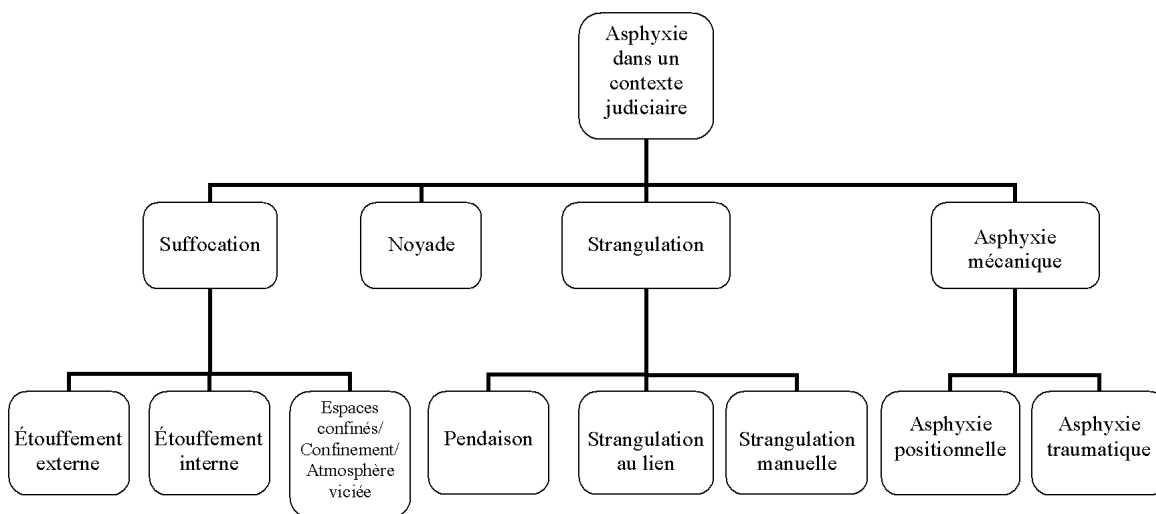 Asphyxie
dans un
contexte
judiciaire
Suffocation
Noyade
Strangulation
Asphyxie
mécanique
Étouffement
externe
Étouffement
interne
Espaces
confinés/
Confinement/
Atmosphère
viciée
Pendaison
Strangulation
au lien
Strangulation
manuelle
Asphyxie
positionnelle
Asphyxie
traumatique